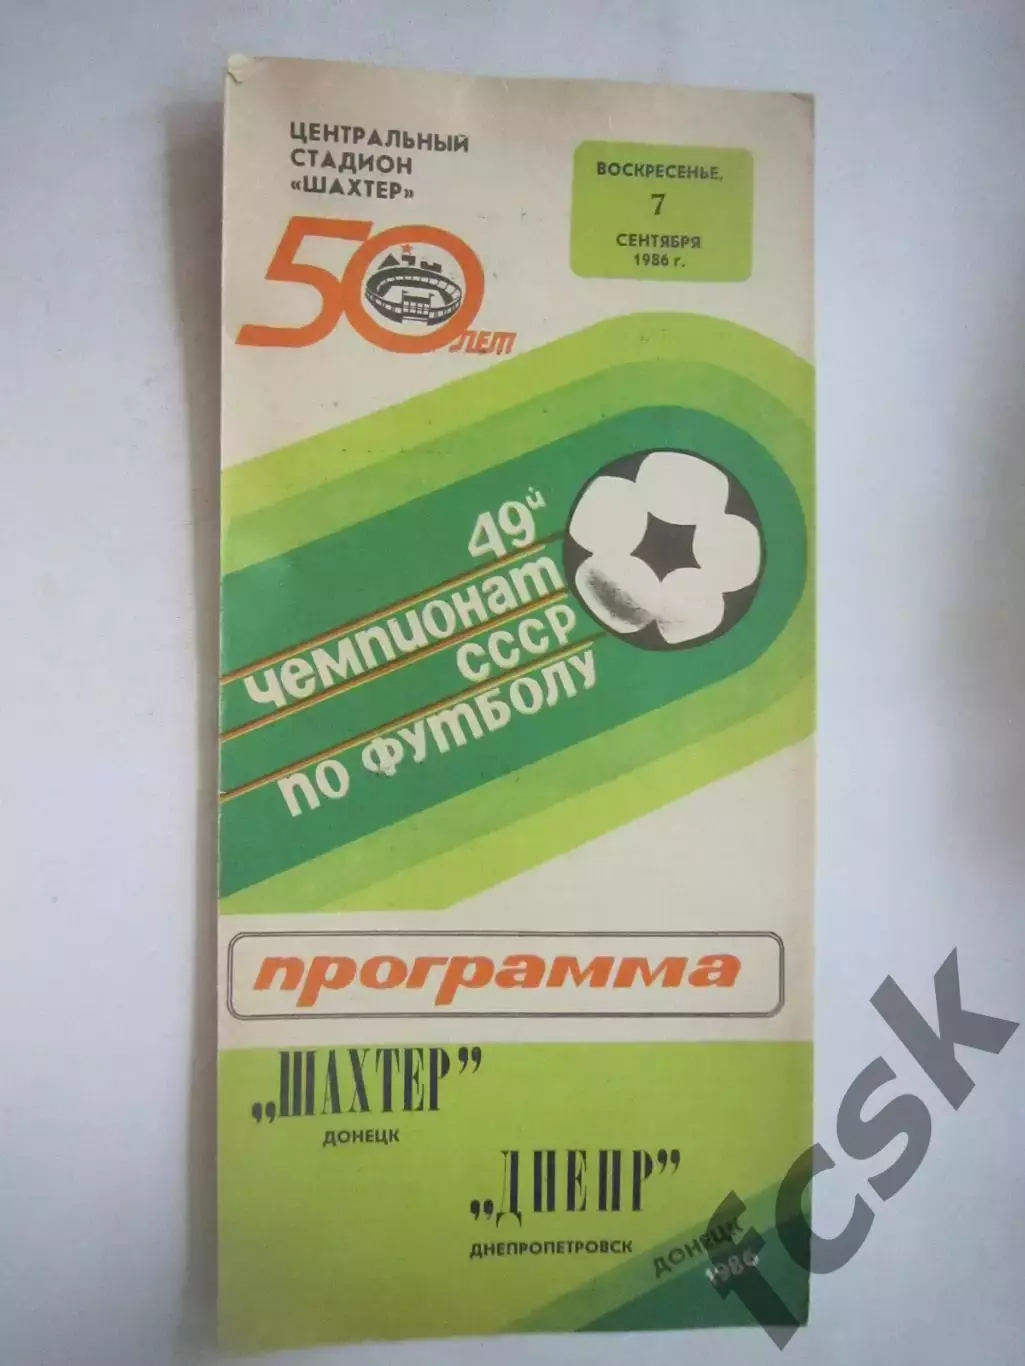 ЦЕНТРАЛЬНЫЙ
СТАДИОН
«ШАХТЕР»
50
ЛЕТ
ВОСКРЕСЕНЬЕ,
7
СЕНТЯБРЯ
1986 г.
49й
чемпионат
СССР
по футболу
программа
„ШАХТЕР”
ДОНЕЦК
„ДНЕПР”
ДНЕПРОПЕТРОВСК
ДОНЕЦК
1986
fcsk